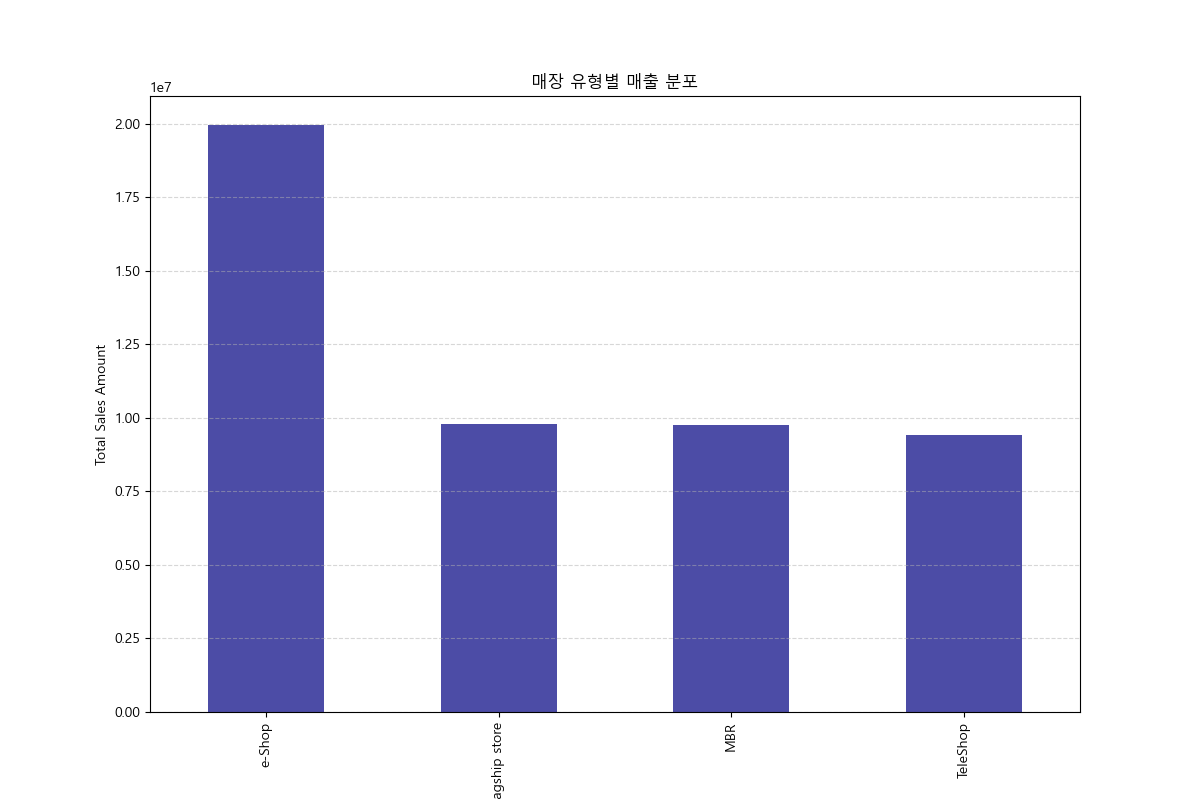 매장 유형별 매출 분포
1e7
2.00
1.75
1.50
1.25
1.00
0.75
0.50
0.25
0.00
Total Sales Amount
e-Shop
agship store
MBR
TeleShop